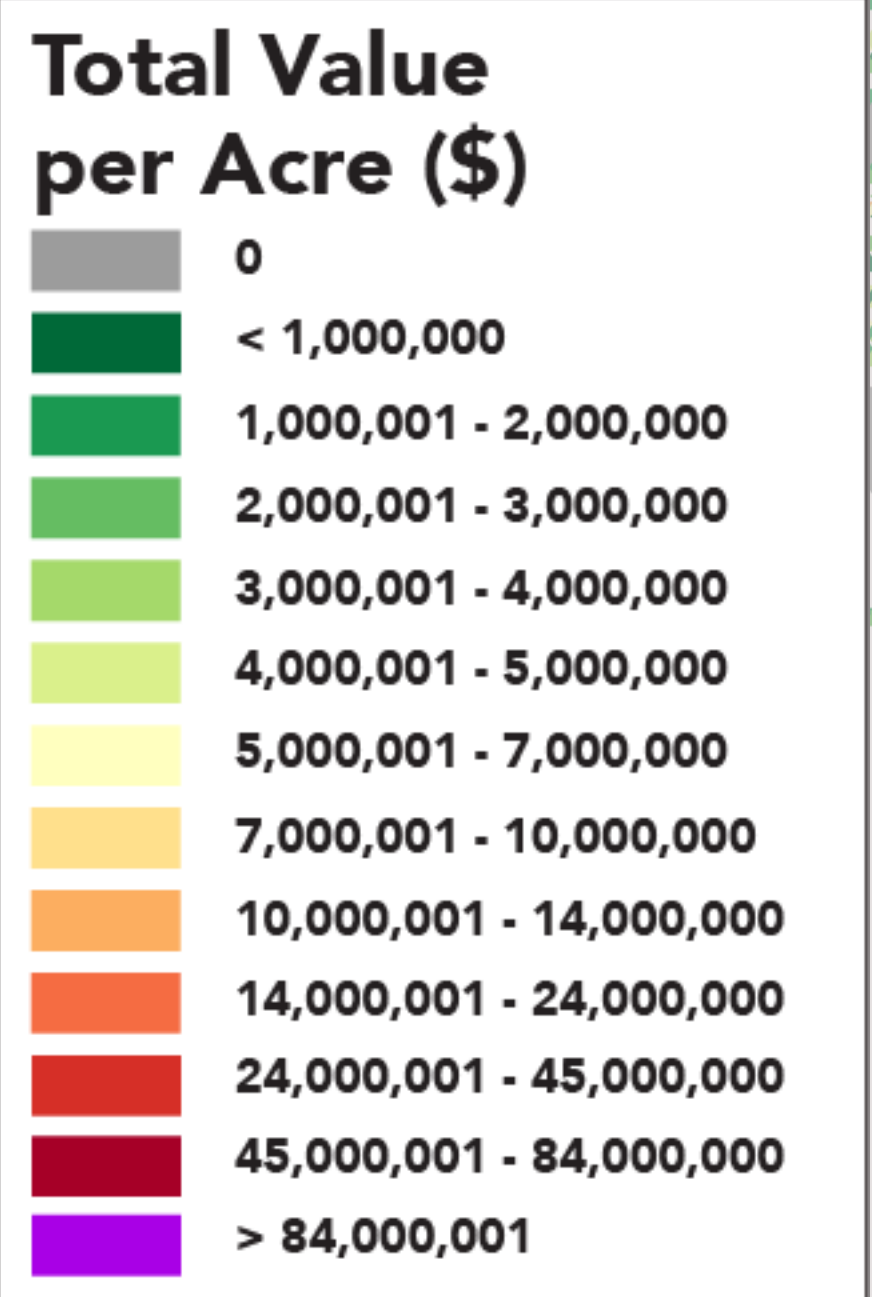 Total Value
per Acre ($)
0
< 1,000,000
1,000,001 - 2,000,000
2,000,001 - 3,000,000
3,000,001 - 4,000,000
4,000,001 - 5,000,000
5,000,001 - 7,000,000
7,000,001 - 10,000,000
10,000,001 - 14,000,000
14,000,001 - 24,000,000
24,000,001 - 45,000,000
45,000,001 - 84,000,000
> 84,000,001